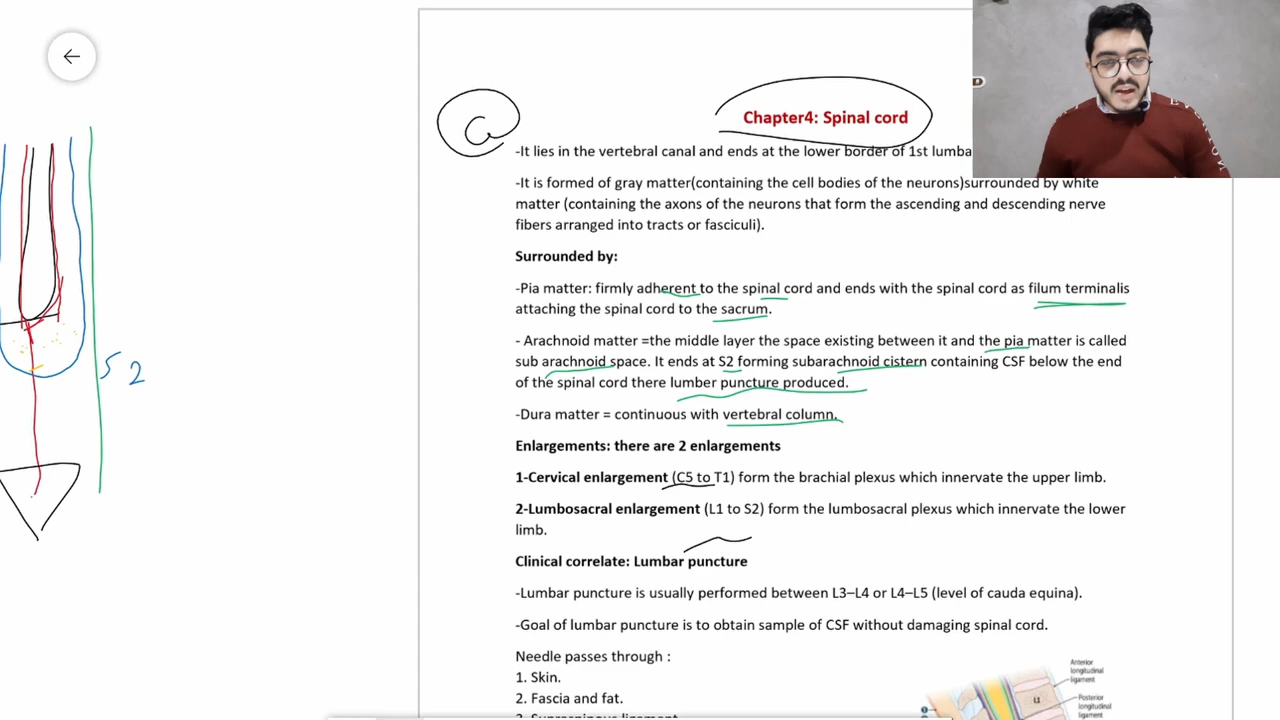 a
Chapter4: Spinal cord
-It lies in the vertebral canal and ends at the lower border of 1st lumba
-It is formed of gray matter(containing the cell bodies of the neurons)surrounded by white
matter (containing the axons of the neurons that form the ascending and descending nerve
fibers arranged into tracts or fasciculi).
Surrounded by:
-Pia matter: firmly adherent to the spinal cord and ends with the spinal cord as filum terminalis
attaching the spinal cord to the sacrum.
- Arachnoid matter =the middle layer the space existing between it and the pia matter is called
sub arachnoid space. It ends at S2 forming subarachnoid cistern containing CSF below the end
of the spinal cord there lumber puncture produced.
S2
-Dura matter = continuous with vertebral column.
Enlargements: there are 2 enlargements
1-Cervical enlargement (C5 to T1) form the brachial plexus which innervate the upper limb.
2-Lumbosacral enlargement (L1 to S2) form the lumbosacral plexus which innervate the lower
limb.
Clinical correlate: Lumbar puncture
-Lumbar puncture is usually performed between L3–L4 or L4–L5 (level of cauda equina).
-Goal of lumbar puncture is to obtain sample of CSF without damaging spinal cord.
Needle passes through :
1. Skin.
2. Fascia and fat.
3. Supraspinous ligament
Anterior
longitudinal
ligament
L1
Posterior
longitudinal
ligament